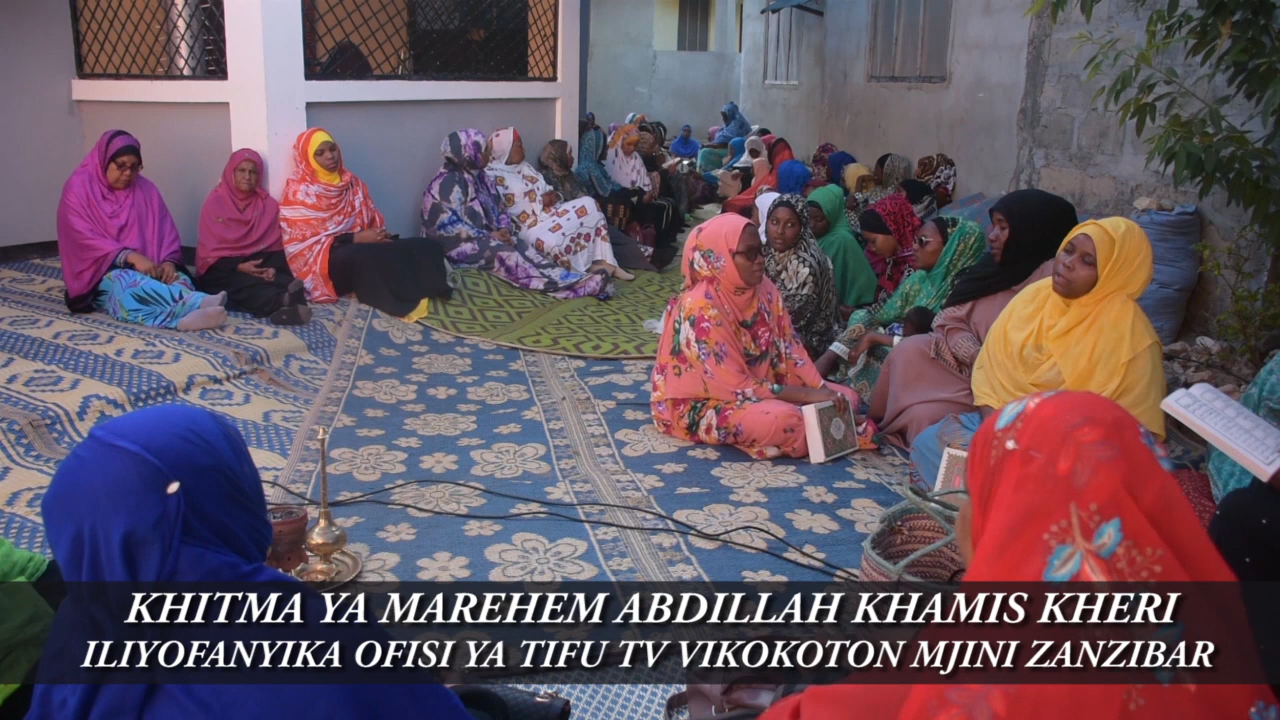 KHITMA YA MAREHEM ABDILLAH KHAMIS KHERI
ILIYOFANYIKA OFISI YA TIFU TV VIKOKOTON MJINI ZANZIBAR